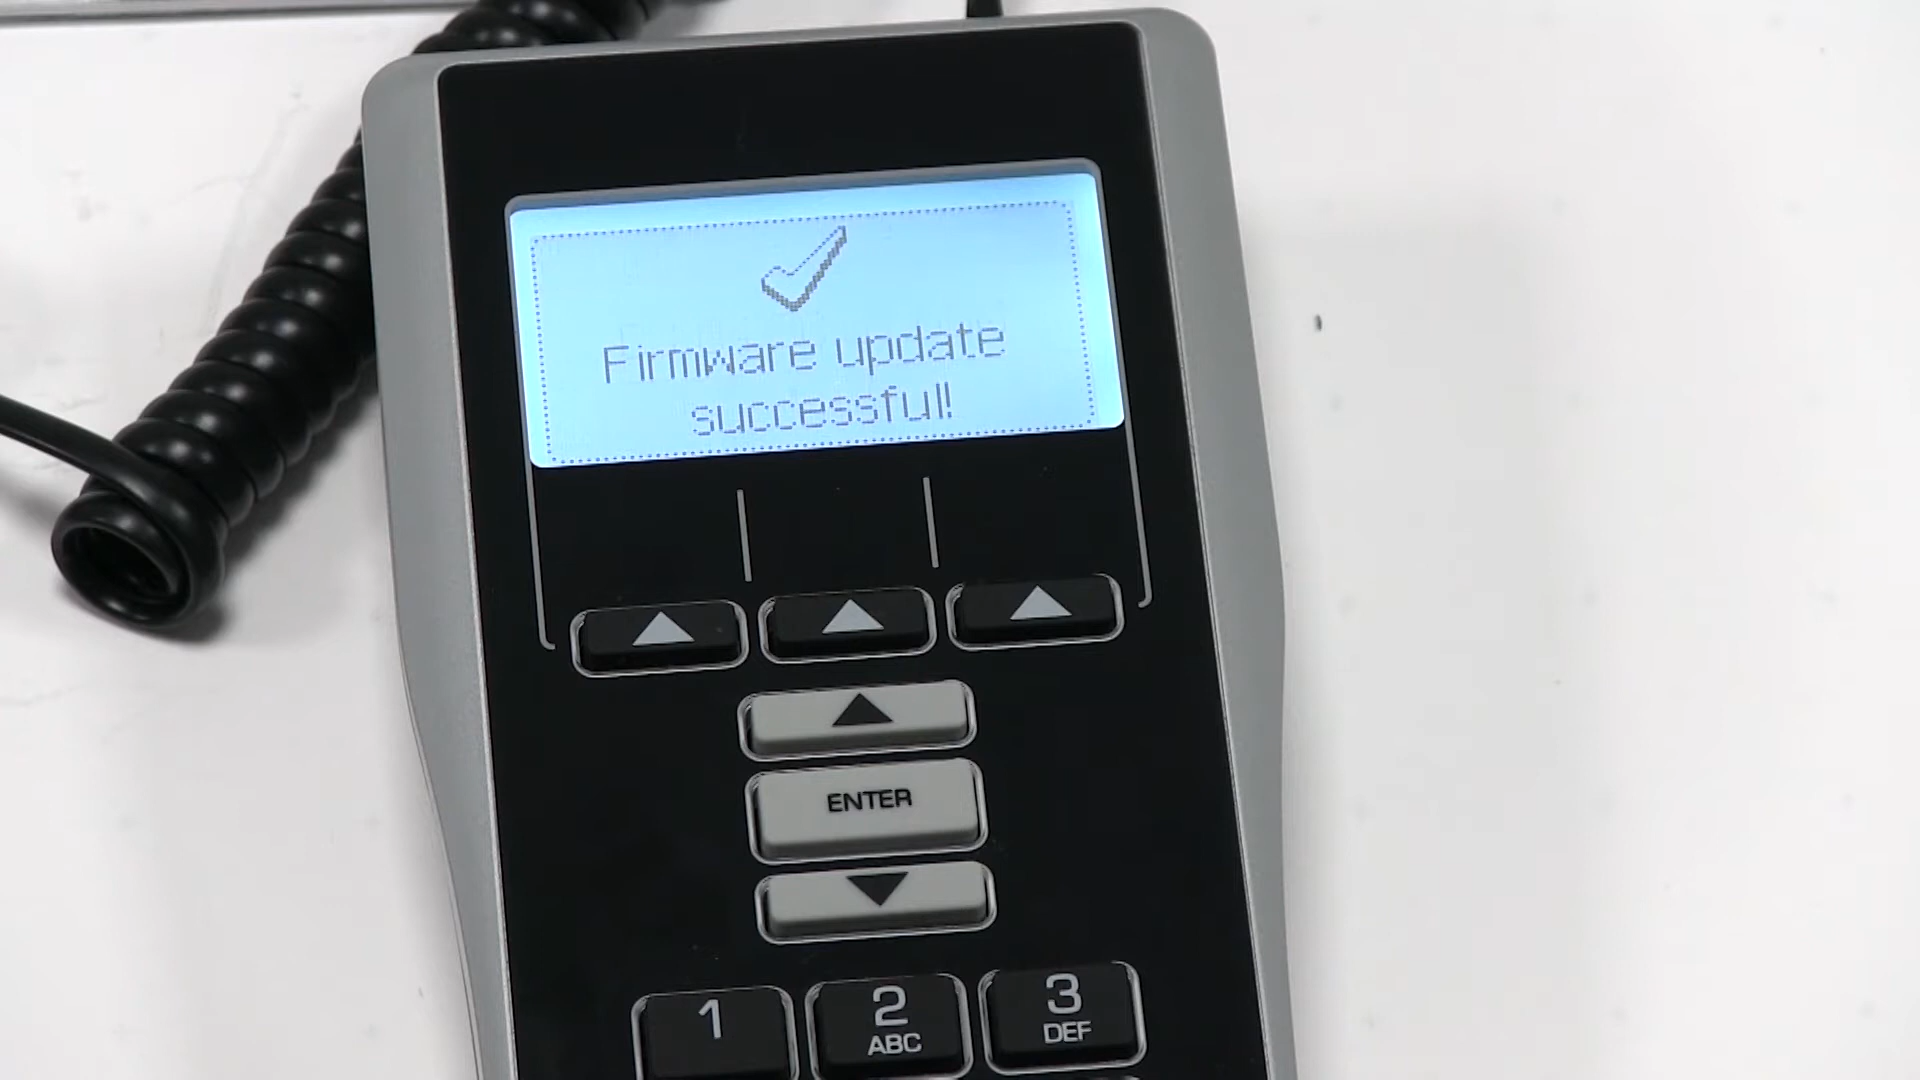 Firmware update
successful!
ENTER
1
2
ABC
3
DEF